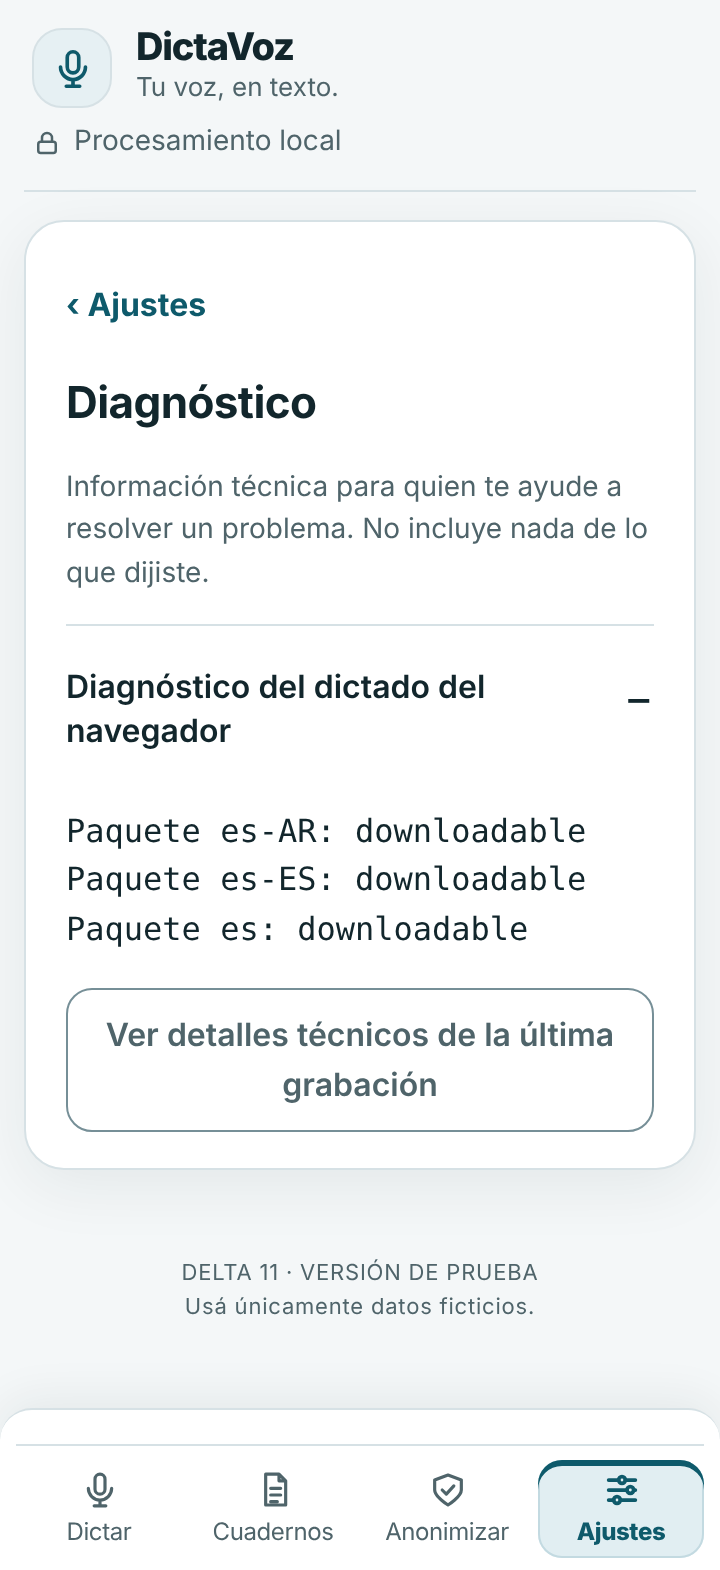 DictaVoz
Tu voz, en texto.
Procesamiento local
‹ Ajustes
Diagnóstico
Información técnica para quien te ayude a
resolver un problema. No incluye nada de lo
que dijiste.
Diagnóstico del dictado del
navegador
Paquete es-AR: downloadable
Paquete es-ES: downloadable
Paquete es: downloadable
Ver detalles técnicos de la última
grabación
DELTA 11 · VERSIÓN DE PRUEBA
Usá únicamente datos ficticios.
Dictar
Cuadernos
Anonimizar
Ajustes